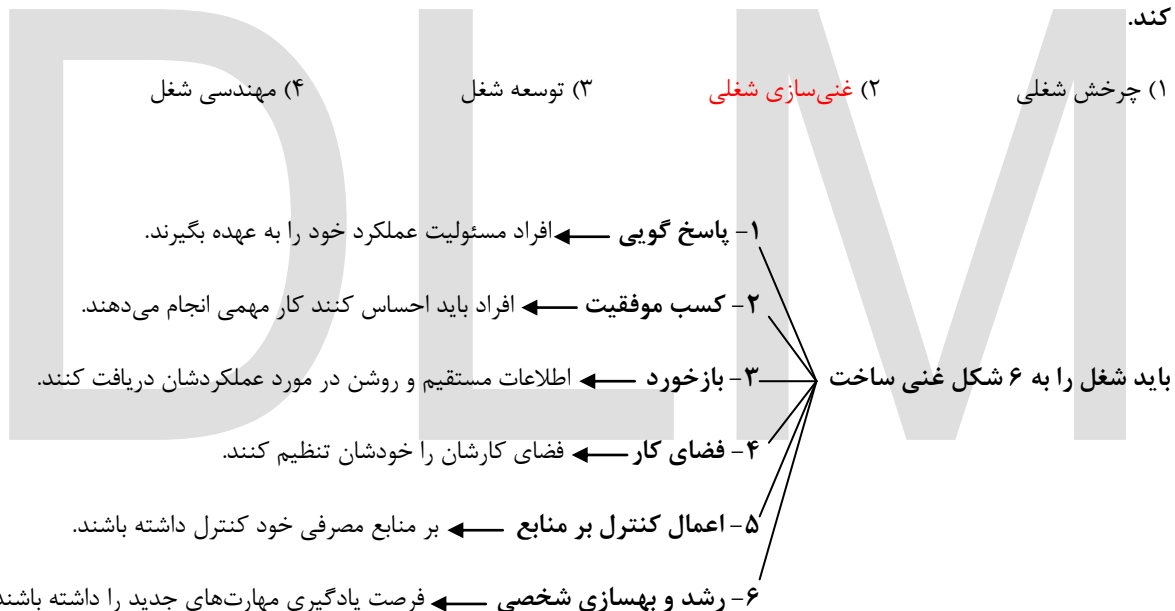 کند.
۱) چرخش شغلی ۲) غنی‌سازی شغلی ۳) توسعه شغل ۴) مهندسی شغل
۱- پاسخ گویی افراد مسئولیت عملکرد خود را به عهده بگیرند.
۲- کسب موفقیت افراد باید احساس کنند کار مهمی انجام می‌دهند.
باید شغل را به ۶ شکل غنی ساخت ۳- بازخورد اطلاعات مستقیم و روشن در مورد عملکردشان دریافت کنند.
۴- فضای کار فضای کارشان را خودشان تنظیم کنند.
۵- اعمال کنترل بر منابع بر منابع مصرفی خود کنترل داشته باشند.
۶- رشد و بهسازی شخصی فرصت یادگیری مهارت‌های جدید را داشته باشند
DLM